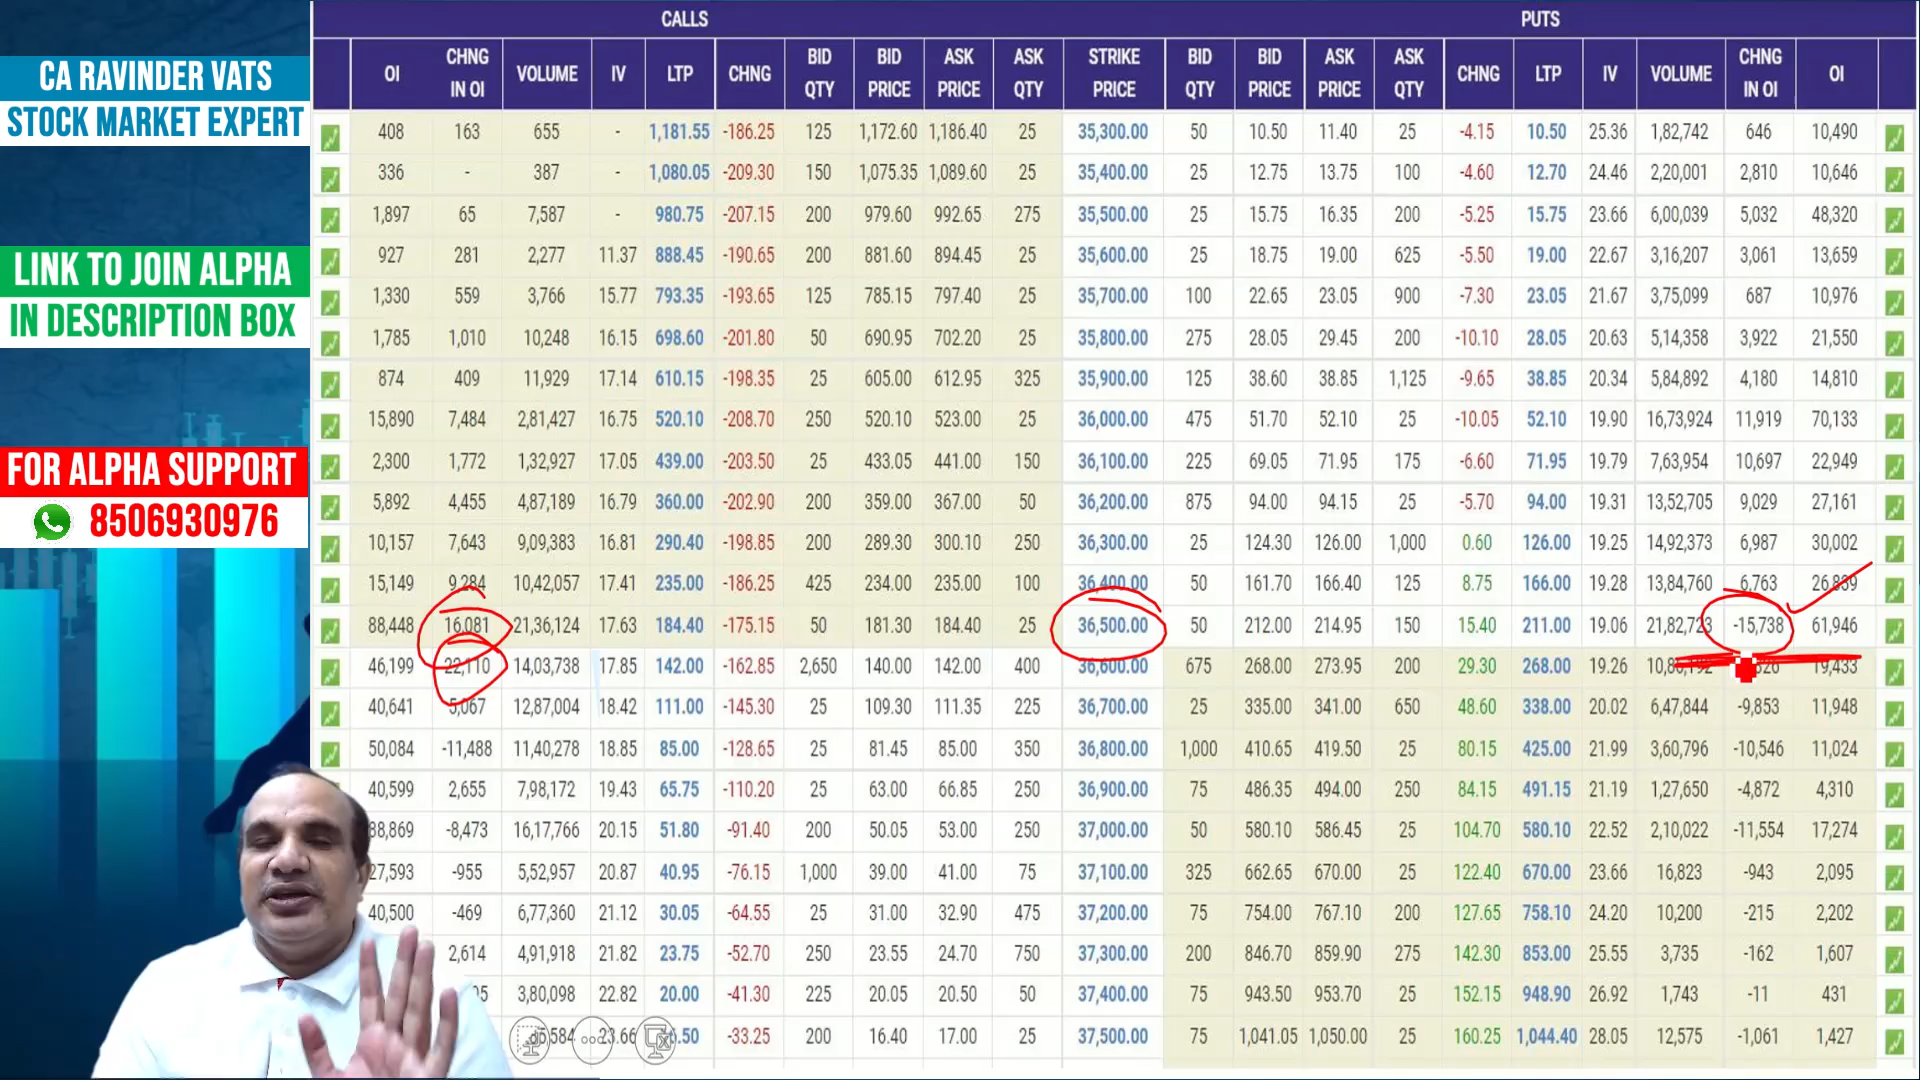 CA RAVINDER VATS
STOCK MARKET EXPERT
LINK TO JOIN ALPHA
IN DESCRIPTION BOX
FOR ALPHA SUPPORT
8506930976
CALLS PUTS
OI CHNG IN OI VOLUME IV LTP CHNG BID QTY BID PRICE ASK PRICE ASK QTY STRIKE PRICE BID QTY BID PRICE ASK PRICE ASK QTY CHNG LTP IV VOLUME CHNG IN OI OI
408 163 655 - 1,181.55 -186.25 125 1,172.60 1,186.40 25 35,300.00 50 10.50 11.40 25 -4.15 10.50 25.36 1,82,742 646 10,490
336 - 387 - 1,080.05 -209.30 150 1,075.35 1,089.60 25 35,400.00 25 12.75 13.75 100 -4.60 12.70 24.46 2,20,001 2,810 10,646
1,897 65 7,587 - 980.75 -207.15 200 979.60 992.65 275 35,500.00 25 15.75 16.35 200 -5.25 15.75 23.66 6,00,039 5,032 48,320
927 281 2,277 11.37 888.45 -190.65 200 881.60 894.45 25 35,600.00 25 18.75 19.00 625 -5.50 19.00 22.67 3,16,207 3,061 13,659
1,330 559 3,766 15.77 793.35 -193.65 125 785.15 797.40 25 35,700.00 100 22.65 23.05 900 -7.30 23.05 21.67 3,75,099 687 10,976
1,785 1,010 10,248 16.15 698.60 -201.80 50 690.95 702.20 25 35,800.00 275 28.05 29.45 200 -10.10 28.05 20.63 5,14,358 3,922 21,550
874 409 11,929 17.14 610.15 -198.35 25 605.00 612.95 325 35,900.00 125 38.60 38.85 1,125 -9.65 38.85 20.34 5,84,892 4,180 14,810
15,890 7,484 2,81,427 16.75 520.10 -208.70 250 520.10 523.00 25 36,000.00 475 51.70 52.10 25 -10.05 52.10 19.90 16,73,924 11,919 70,133
2,300 1,772 1,32,927 17.05 439.00 -203.50 25 433.05 441.00 150 36,100.00 225 69.05 71.95 175 -6.60 71.95 19.79 7,63,954 10,697 22,949
5,892 4,455 4,87,189 16.79 360.00 -202.90 200 359.00 367.00 50 36,200.00 875 94.00 94.15 25 -5.70 94.00 19.31 13,52,705 9,029 27,161
10,157 7,643 9,09,383 16.81 290.40 -198.85 200 289.30 300.10 250 36,300.00 25 124.30 126.00 1,000 0.60 126.00 19.25 14,92,373 6,987 30,002
15,149 9,284 10,42,057 17.41 235.00 -186.25 425 234.00 235.00 100 36,400.00 50 161.70 166.40 125 8.75 166.00 19.28 13,84,760 6,763 26,839
88,448 16,081 21,36,124 17.63 184.40 -175.15 50 181.30 184.40 25 36,500.00 50 212.00 214.95 150 15.40 211.00 19.06 21,82,723 -15,738 61,946
46,199 22,110 14,03,738 17.85 142.00 -162.85 2,650 140.00 142.00 400 36,600.00 675 268.00 273.95 200 29.30 268.00 19.26 19,433
40,641 5,067 12,87,004 18.42 111.00 -145.30 25 109.30 111.35 225 36,700.00 25 335.00 341.00 650 48.60 338.00 20.02 6,47,844 -9,853 11,948
50,084 -11,488 11,40,278 18.85 85.00 -128.65 25 81.45 85.00 350 36,800.00 1,000 410.65 419.50 25 80.15 425.00 21.99 3,60,796 -10,546 11,024
40,599 2,655 7,98,172 19.43 65.75 -110.20 25 63.00 66.85 250 36,900.00 75 486.35 494.00 250 84.15 491.15 21.19 1,27,650 -4,872 4,310
-8,473 16,17,766 20.15 51.80 -91.40 200 50.05 53.00 250 37,000.00 50 580.10 586.45 25 104.70 580.10 22.52 2,10,022 -11,554 17,274
27,593 -955 5,52,957 20.87 40.95 -76.15 1,000 39.00 41.00 75 37,100.00 325 662.65 670.00 25 122.40 670.00 23.66 16,823 -943 2,095
40,500 -469 6,77,360 21.12 30.05 -64.55 25 31.00 32.90 475 37,200.00 75 754.00 767.10 200 127.65 758.10 24.20 10,200 -215 2,202
2,614 4,91,918 21.82 23.75 -52.70 250 23.55 24.70 750 37,300.00 200 846.70 859.90 275 142.30 853.00 25.55 3,735 -162 1,607
3,80,098 22.82 20.00 -41.30 225 20.05 20.50 50 37,400.00 75 943.50 953.70 25 152.15 948.90 26.92 1,743 -11 431
23.66 -33.25 200 16.40 17.00 25 37,500.00 75 1,041.05 1,050.00 25 160.25 1,044.40 28.05 12,575 -1,061 1,427